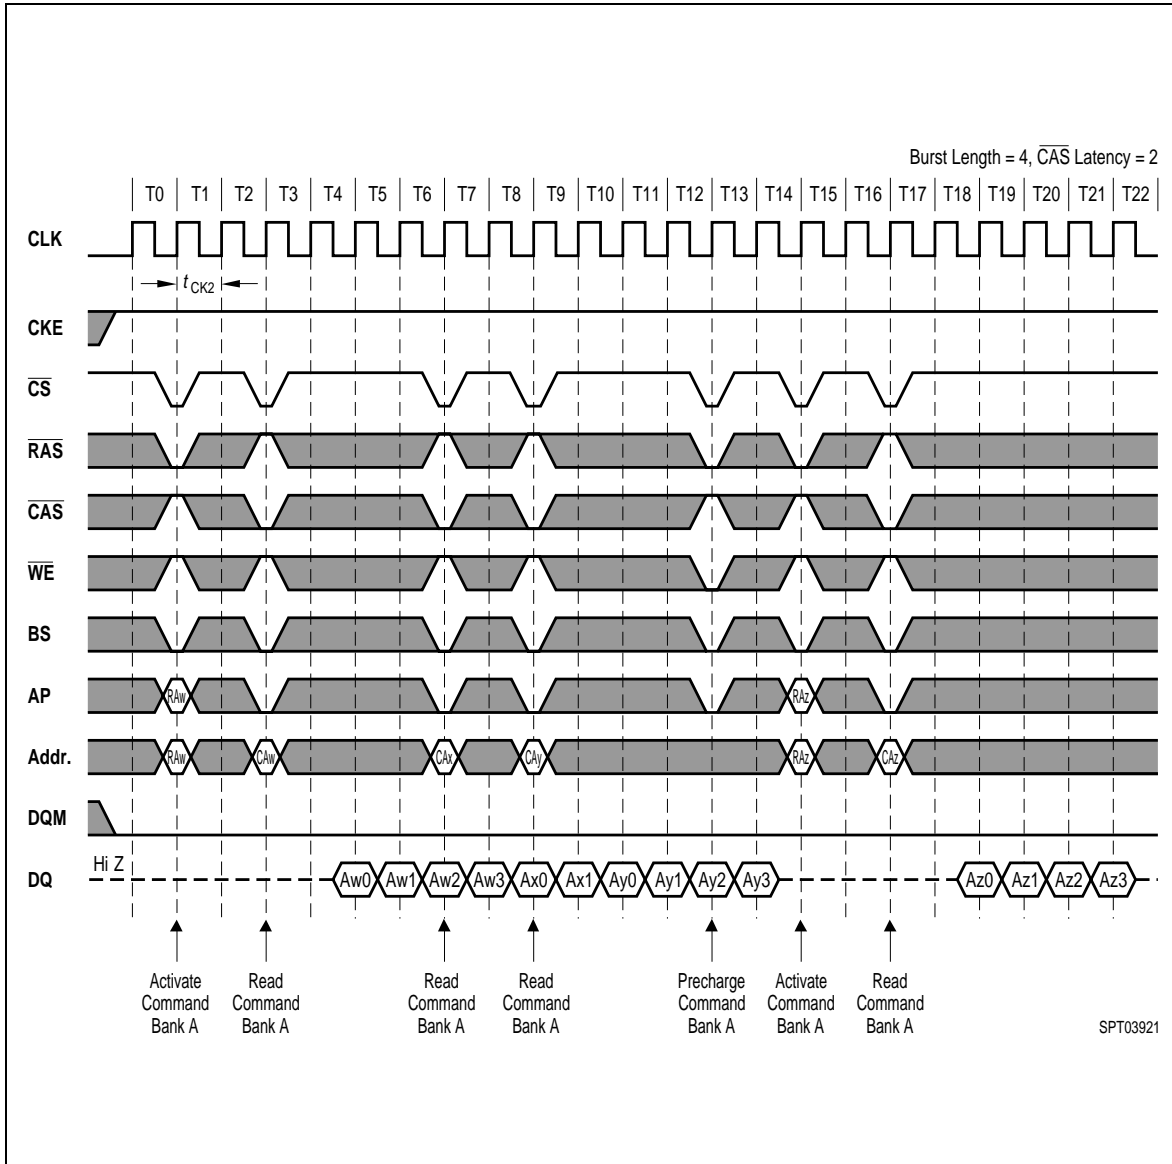 Burst Length = 4, CAS Latency = 2
T0 T1 T2 T3 T4 T5 T6 T7 T8 T9 T10 T11 T12 T13 T14 T15 T16 T17 T18 T19 T20 T21 T22
CLK
t CK2
CKE
CS
RAS
CAS
WE
BS
AP RAw RAz
Addr. RAw CAw CAx CAy RAz CAz
DQM
DQ Hi Z Aw0 Aw1 Aw2 Aw3 Ax0 Ax1 Ay0 Ay1 Ay2 Ay3 Az0 Az1 Az2 Az3
Activate Read Read Read Precharge Activate Read
Command Command Command Command Command Command Command
Bank A Bank A Bank A Bank A Bank A Bank A Bank A
SPT03921